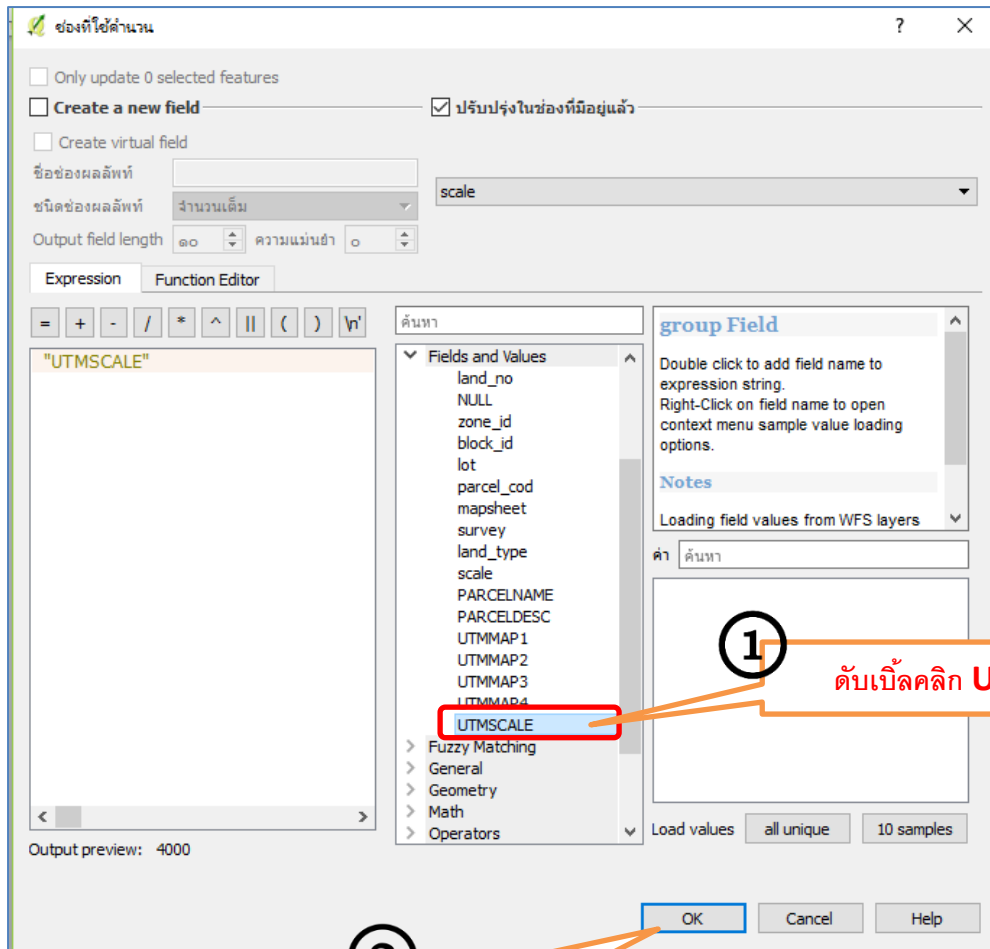 ช่องที่ใช้คำนวน ?
Only update 0 selected features
Create a new field
Create virtual field
ชื่อช่องผลลัพท์
ชนิดช่องผลลัพท์ จำนวนเต็ม
Output field length ๑๐ ความแม่นยำ ๐
ปรับปรุ่งในช่องที่มือยู่แล้ว
scale
Expression Function Editor
= + - / * ^ || ( ) \n'
"UTMSCALE"
Output preview: 4000
ค้นหา
Fields and Values
land_no
NULL
zone_id
block_id
lot
parcel_cod
mapsheet
survey
land_type
scale
PARCELNAME
PARCELDESC
UTMMAP1
UTMMAP2
UTMMAP3
UTMMAP4
UTMSCALE
Fuzzy Matching
General
Geometry
Math
Operators
group Field
Double click to add field name to
expression string.
Right-Click on field name to open
context menu sample value loading
options.
Notes
Loading field values from WFS layers
ค่า ค้นหา
1
ดับเบิ้ลคลิก U
Load values all unique 10 samples
OK Cancel Help